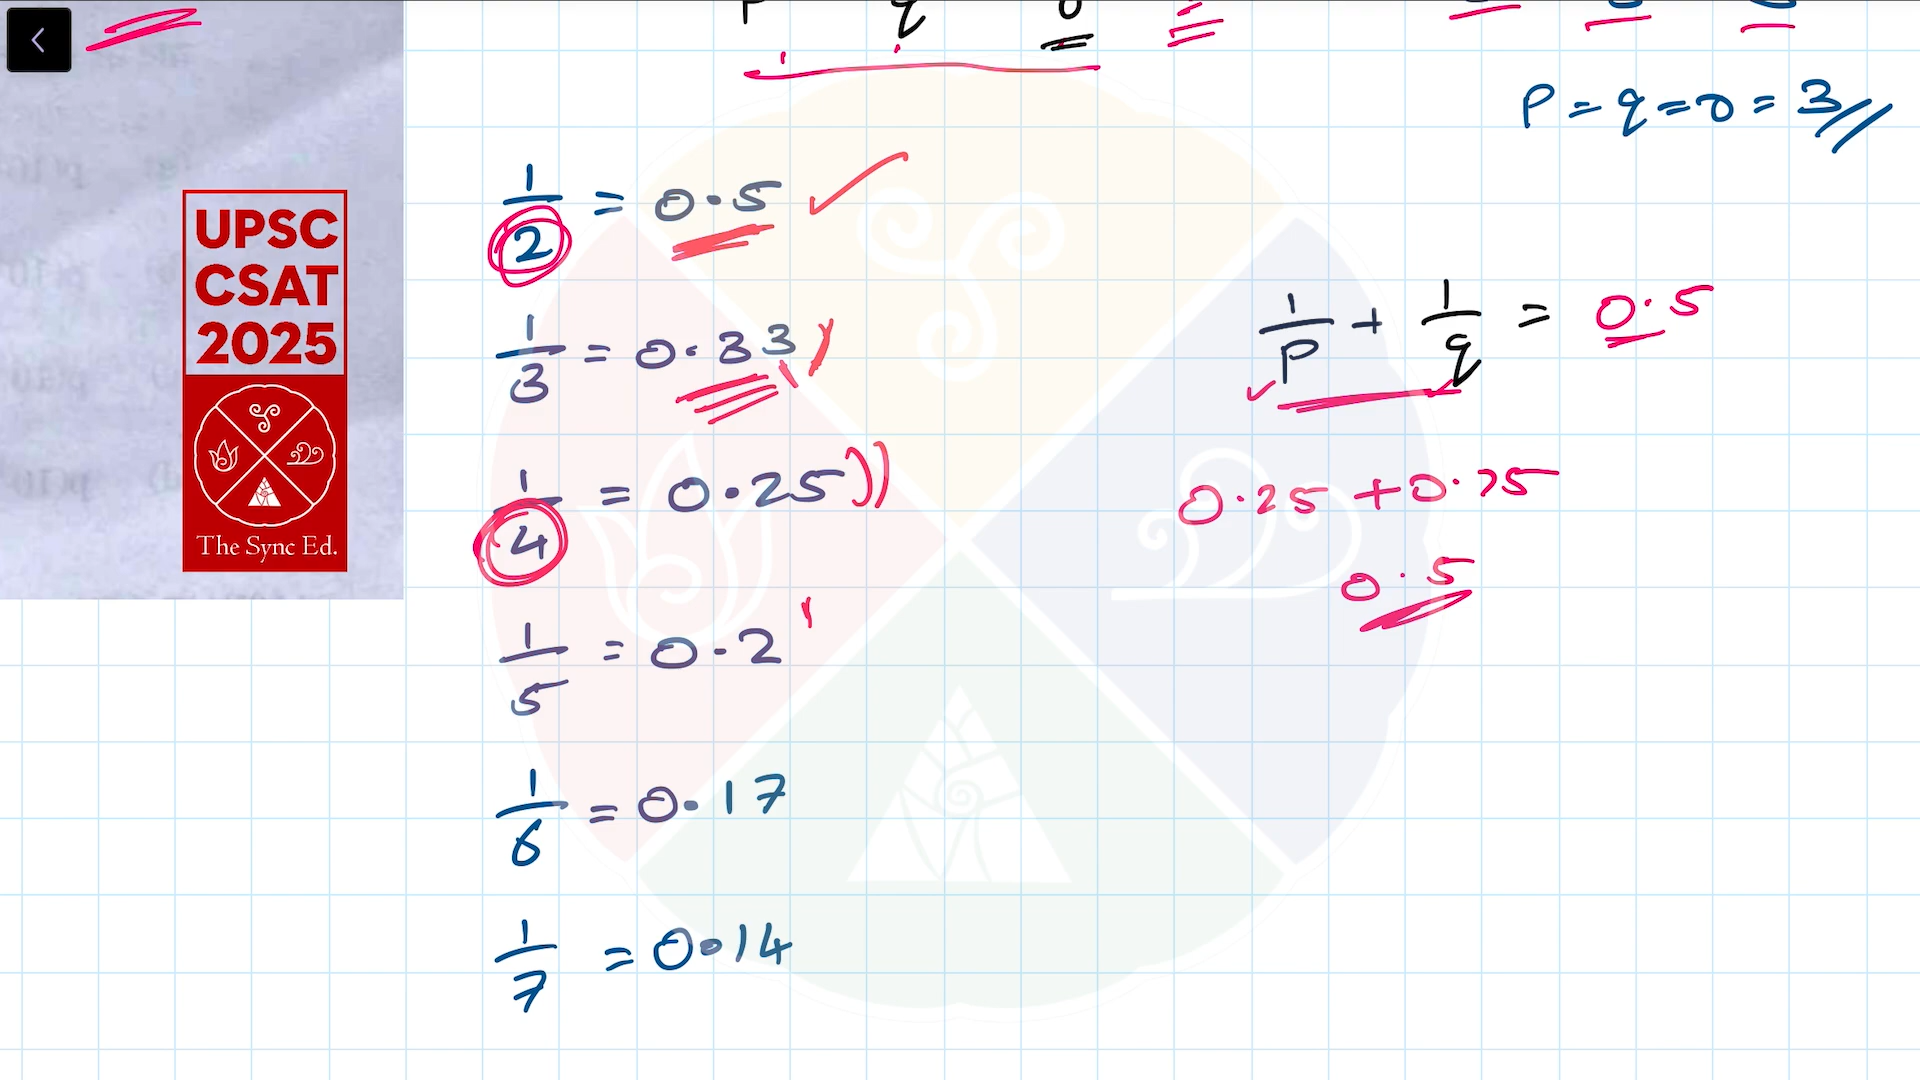 P = q = r = 3//
UPSC
CSAT
2025
The Sync Ed.
1/2 = 0.5 ✓
1/3 = 0.33
1/4 = 0.25
1/5 = 0.2
1/6 = 0.17
1/7 = 0.14
1/P + 1/q = 0.5
0.25 + 0.25
0.5